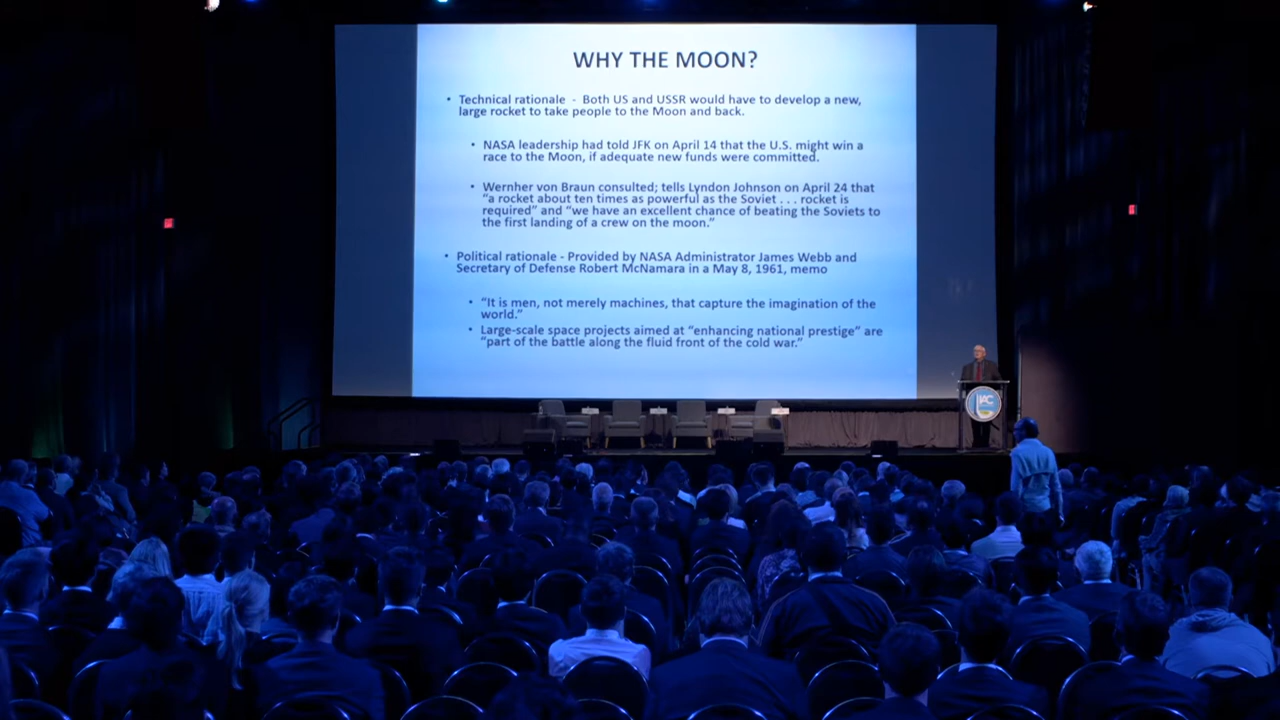 WHY THE MOON?
• Technical rationale - Both US and USSR would have to develop a new,
large rocket to take people to the Moon and back.
• NASA leadership had told JFK on April 14 that the U.S. might win a
race to the Moon, if adequate new funds were committed.
• Wernher von Braun consulted; tells Lyndon Johnson on April 24 that
“a rocket about ten times as powerful as the Soviet . . . rocket is
required” and “we have an excellent chance of beating the Soviets to
the first landing of a crew on the moon.”
• Political rationale - Provided by NASA Administrator James Webb and
Secretary of Defense Robert McNamara in a May 8, 1961, memo
• “It is men, not merely machines, that capture the imagination of the
world.”
• Large-scale space projects aimed at “enhancing national prestige” are
“part of the battle along the fluid front of the cold war.”
IAC